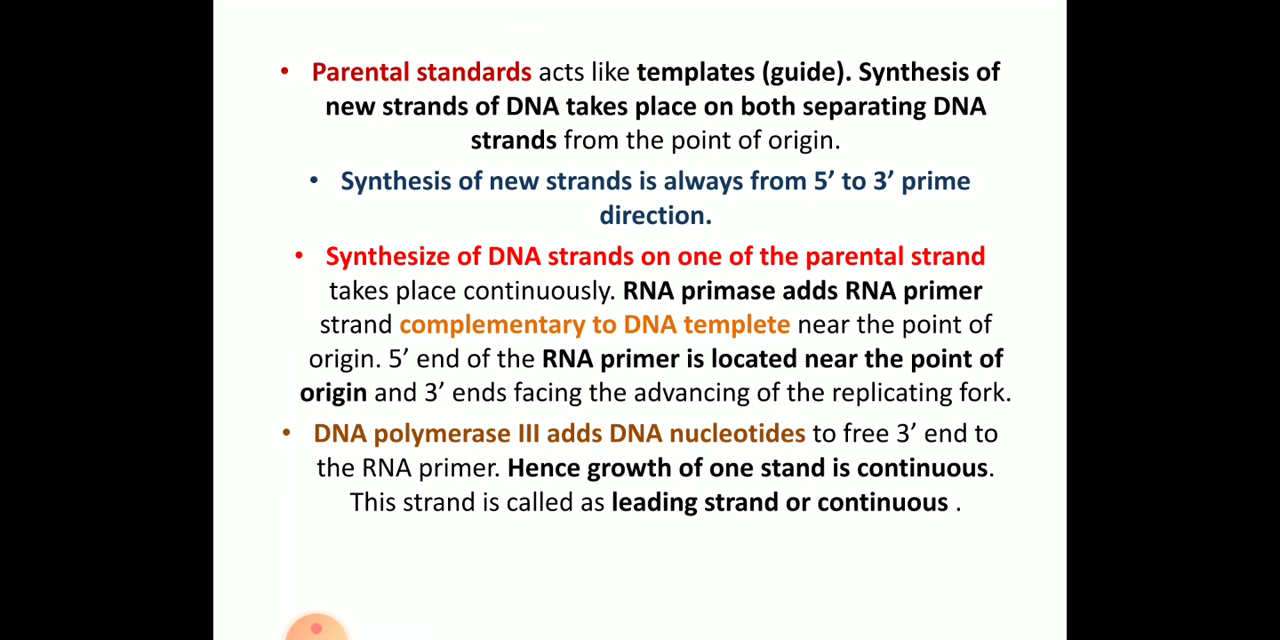 • Parental standards acts like templates (guide). Synthesis of
new strands of DNA takes place on both separating DNA
strands from the point of origin.
• Synthesis of new strands is always from 5’ to 3’ prime
direction.
• Synthesize of DNA strands on one of the parental strand
takes place continuously. RNA primase adds RNA primer
strand complementary to DNA templete near the point of
origin. 5’ end of the RNA primer is located near the point of
origin and 3’ ends facing the advancing of the replicating fork.
• DNA polymerase III adds DNA nucleotides to free 3’ end to
the RNA primer. Hence growth of one stand is continuous.
This strand is called as leading strand or continuous .